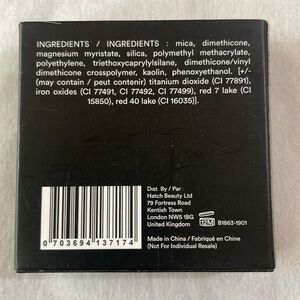 INGREDIENTS / INGREDIENTS : mica, dimethicone,
magnesium myristate, silica, polymethyl methacrylate,
polyethylene, triethoxycaprylylsilane, dimethicone/vinyl
dimethicone crosspolymer, kaolin, phenoxyethanol. [+/-
(may contain / peut contenir) titanium dioxide (CI 77891),
iron oxides (CI 77491, CI 77492, CI 77499), red 7 lake (CI
15850), red 40 lake (CI 16035)].
Dist. By / Par
Hatch Beauty Ltd
79 Fortress Road
Kentish Town
London NW5 1BG
United Kingdom
12M
B1863-1901
Made in China / Fabriqué en Chine
(Not For Individual Resale)
0 703694 137174